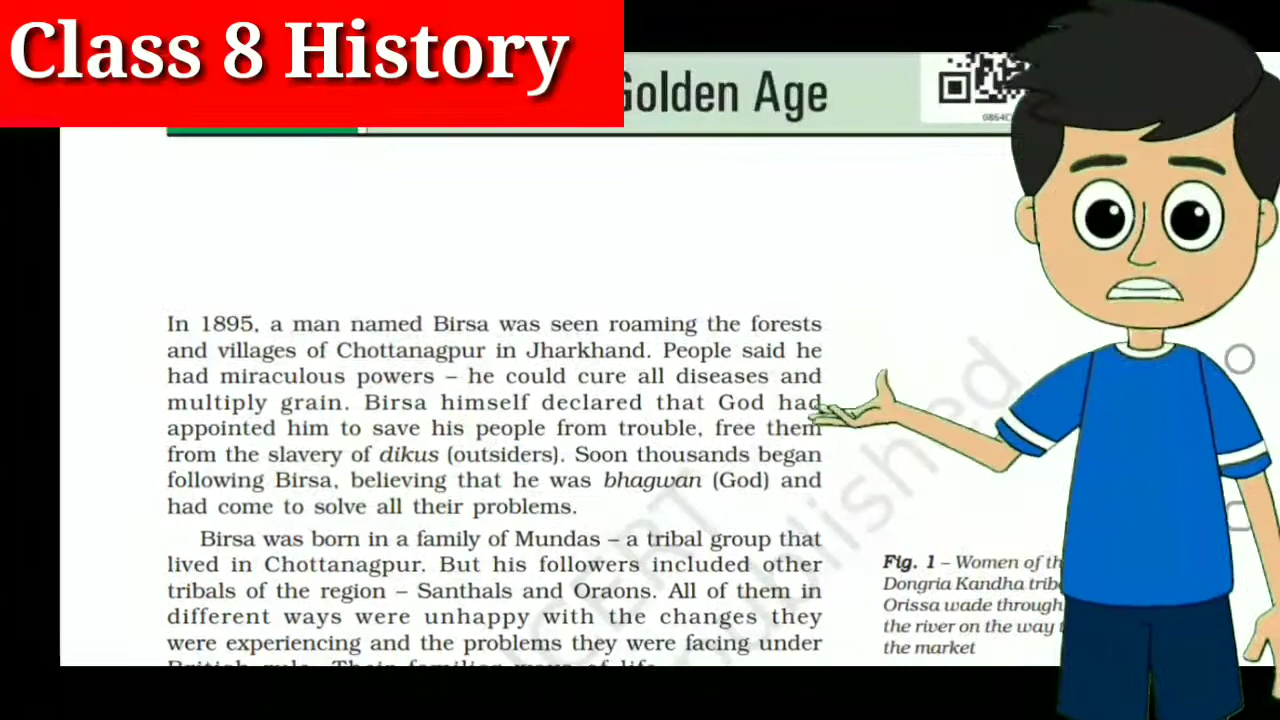 Class 8 History
Golden Age
In 1895, a man named Birsa was seen roaming the forests
and villages of Chottanagpur in Jharkhand. People said he
had miraculous powers – he could cure all diseases and
multiply grain. Birsa himself declared that God had
appointed him to save his people from trouble, free them
from the slavery of dikus (outsiders). Soon thousands began
following Birsa, believing that he was bhagwan (God) and
had come to solve all their problems.
Birsa was born in a family of Mundas – a tribal group that
lived in Chottanagpur. But his followers included other
tribals of the region – Santhals and Oraons. All of them in
different ways were unhappy with the changes they
were experiencing and the problems they were facing under
Fig. 1 – Women of th
Dongria Kandha trib
Orissa wade through
the river on the way
the market